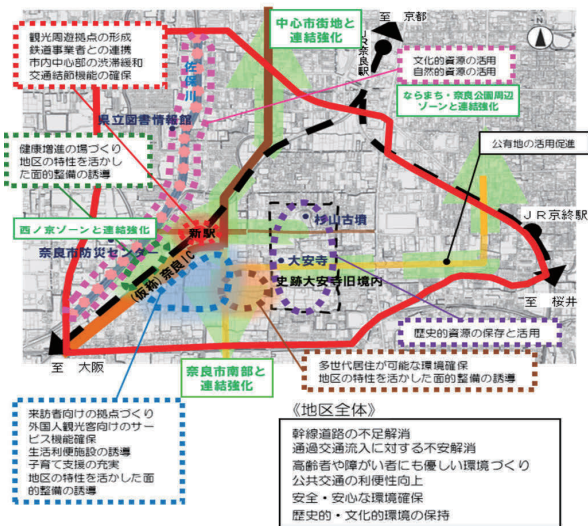 中心市街地と
連結強化
至 京都
JR奈良駅
観光周遊拠点の形成
鉄道事業者との連携
市内中心部の渋滞緩和
交通結節機能の確保
佐保川
文化的資源の活用
自然的資源の活用
ならまち・奈良公園周辺
ゾーンと連結強化
県立図書情報館
健康増進の場づくり
地区の特性を活かし
た面的整備の誘導
公有地の活用促進
西ノ京ゾーンと連結強化
新駅
杉山古墳
JR京終駅
奈良市防災センター
大安寺
(仮称)奈良IC
史跡大安寺旧境内
至
桜井
歴史的資源の保存と活用
至 大阪
奈良市南部と
連結強化
多世代居住が可能な環境確保
地区の特性を活かした面的整備の誘導
来訪者向けの拠点づくり
外国人観光客向けのサー
ビス機能確保
生活利便施設の誘導
子育て支援の充実
地区の特性を活かした面
的整備の誘導
《地区全体》
幹線道路の不足解消
通過交通流入に対する不安解消
高齢者や障がい者にも優しい環境づくり
公共交通の利便性向上
安全・安心な環境確保
歴史的・文化的環境の保持